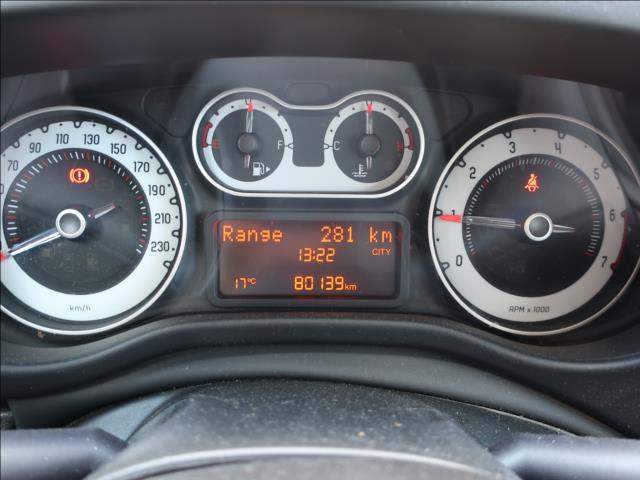 70 90 110 130 150 170 190 210 230
km/h
E F C H
Range 281 km
13:22
CITY
17°C 80139km
0 1 2 3 4 5 6 7
RPM x 1000